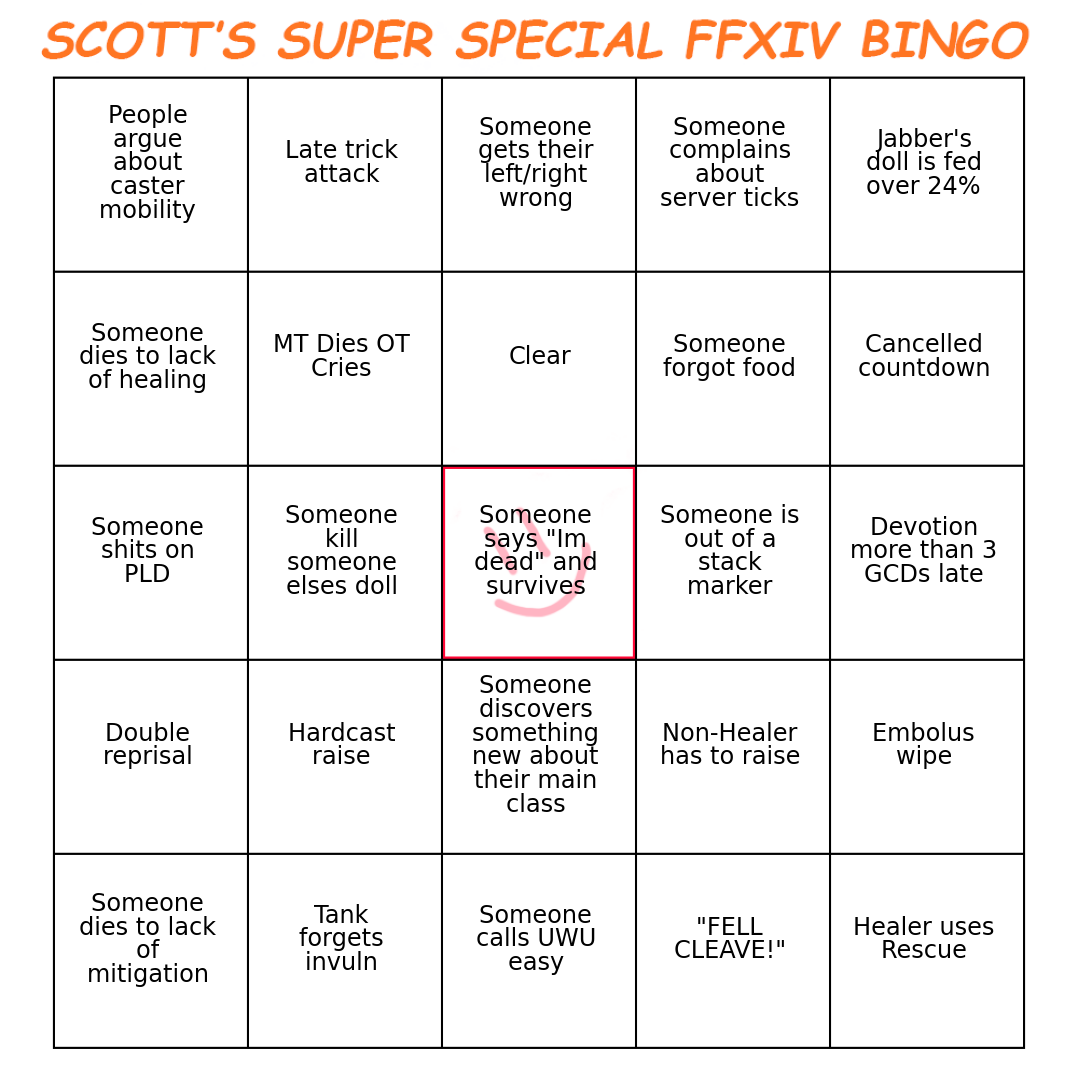 SCOTT'S SUPER SPECIAL FFXIV BINGO
People
argue
about
caster
mobility
Late trick
attack
Someone
gets their
left/right
wrong
Someone
complains
about
server ticks
Jabber's
doll is fed
over 24%
Someone
dies to lack
of healing
MT Dies OT
Cries
Clear
Someone
forgot food
Cancelled
countdown
Someone
shits on
PLD
Someone
kill
someone
elses doll
Someone
says "Im
dead" and
survives
Someone is
out of a
stack
marker
Devotion
more than 3
GCDs late
Double
reprisal
Hardcast
raise
Someone
discovers
something
new about
their main
class
Non-Healer
has to raise
Embolus
wipe
Someone
dies to lack
of
mitigation
Tank
forgets
invuln
Someone
calls UWU
easy
"FELL
CLEAVE!"
Healer uses
Rescue